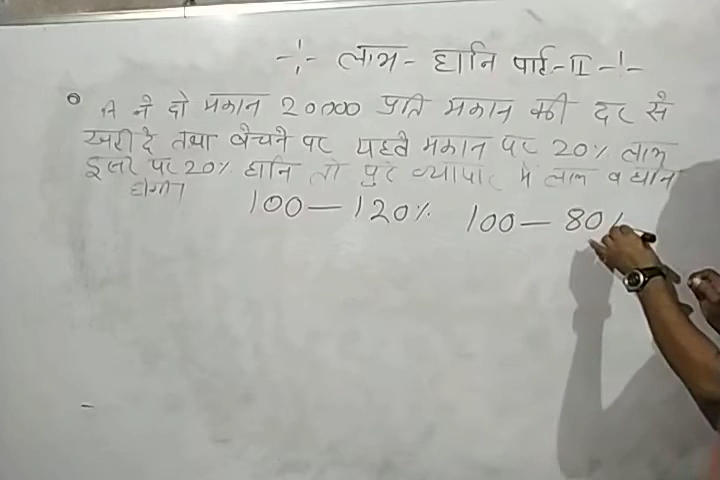 -:- लाभ - हानि पार्ट-II -:-
A ने दो मकान 20000 प्रति मकान की दर से
खरीदे तथा बेचने पर पहले मकान पर 20% लाभ
दूसरे पर 20% हानि तो पुरे व्यापार में लाभ व हानि
होगी।
100 — 120% 100 — 80%